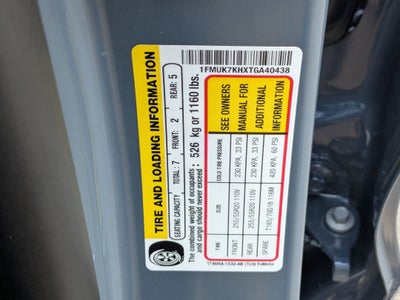 1FMUK7KHXTGA40438
TIRE AND LOADING INFORMATION
SEATING CAPACITY TOTAL: 7 FRONT: 2 REAR: 5
The combined weight of occupants
and cargo should never exceed : 526 kg or 1160 lbs.
TIRE SIZE COLD TIRE PRESSURE
FRONT 255/55R20 110V 230 KPA, 33 PSI
REAR 255/55R20 110V 230 KPA, 33 PSI
SPARE T165/70D18 116M 420 KPA, 60 PSI
SEE OWNERS
MANUAL FOR
ADDITIONAL
INFORMATION